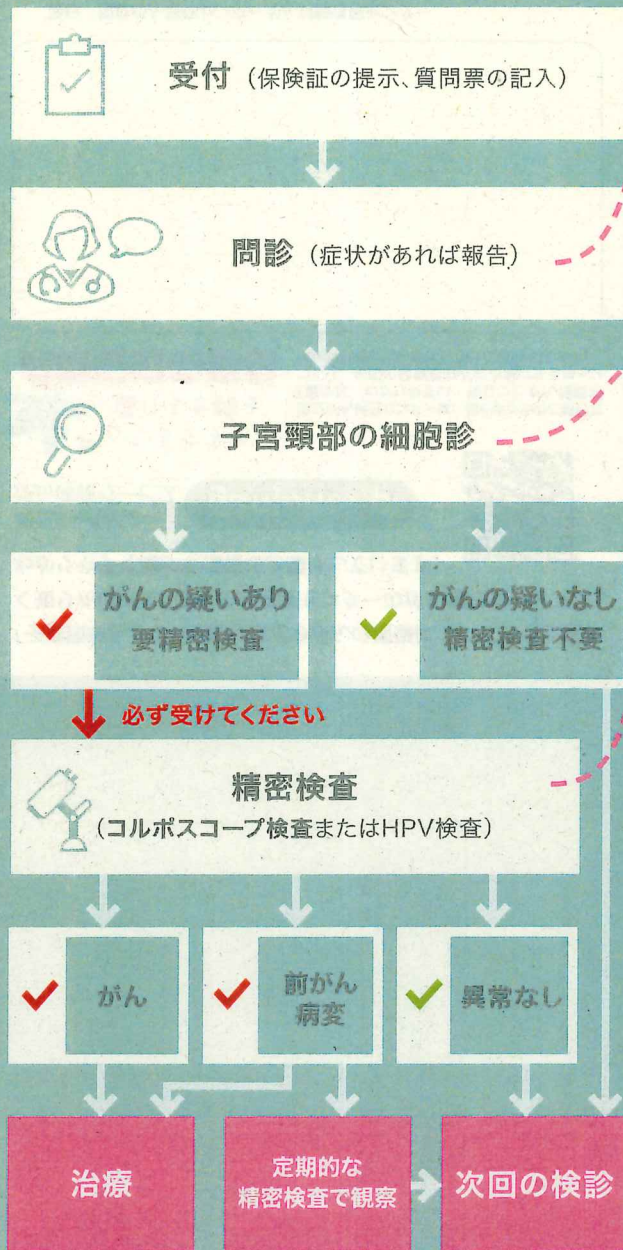 受付（保険証の提示、質問票の記入）
問診（症状があれば報告）
子宮頸部の細胞診
がんの疑いあり
要精密検査
がんの疑いなし
精密検査不要
必ず受けてください
精密検査
（コルポスコープ検査またはHPV検査）
がん
前がん
病変
異常なし
治療
定期的な
精密検査で観察
次回の検診